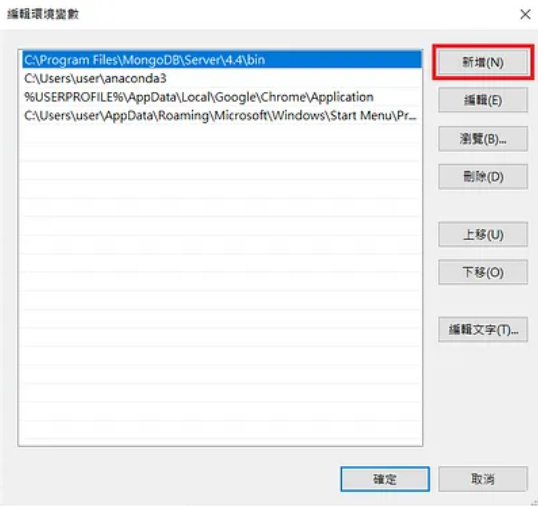 編輯環境變數
C:\Program Files\MongoDB\Server\4.4\bin
C:\Users\user\anaconda3
%USERPROFILE%\AppData\Local\Google\Chrome\Application
C:\Users\user\AppData\Roaming\Microsoft\Windows\Start Menu\Pr...
新增(N)
編輯(E)
瀏覽(B)...
刪除(D)
上移(U)
下移(O)
編輯文字(T)...
確定
取消